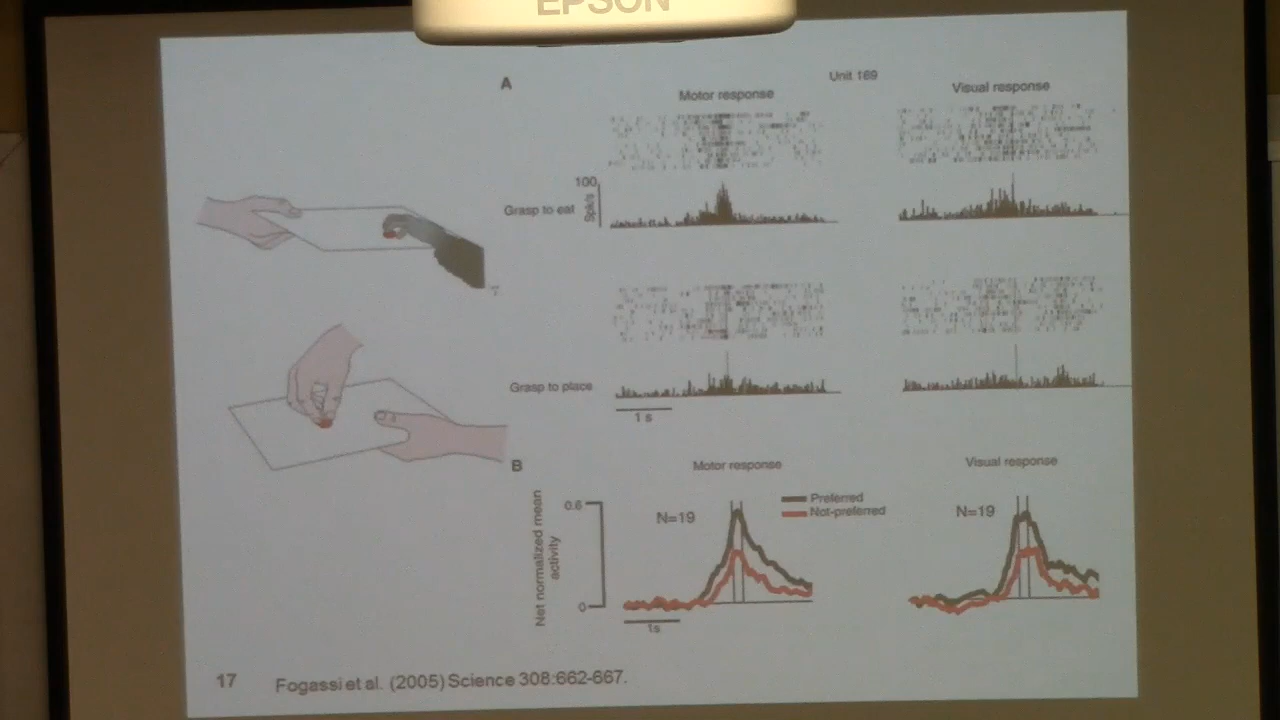 EPSON
A
Unit 169
Motor response
Visual response
100
Spk/s
Grasp to eat
Grasp to place
1 s
B
Motor response
Visual response
Net normalized mean
activity
0.6
0
N=19
Preferred
Not-preferred
N=19
1s
17
Fogassi et al. (2005) Science 308:662-667.